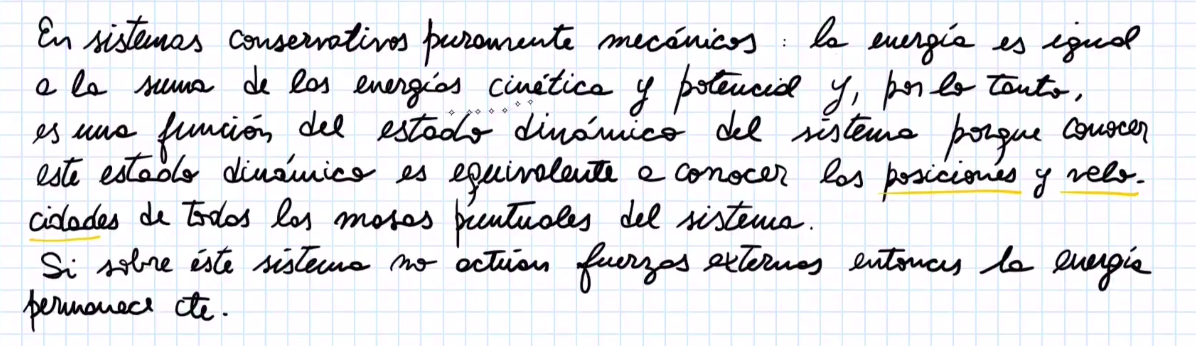 En sistemas conservativos puramente mecánicos : la energía es igual
a la suma de las energías cinética y potencial y, por lo tanto,
es una función del estado dinámico del sistema porque conocer
este estado dinámico es equivalente a conocer las posiciones y velo-
cidades de todas las masas puntuales del sistema.
Si sobre éste sistema no actúan fuerzas externas entonces la energía
permanece cte.